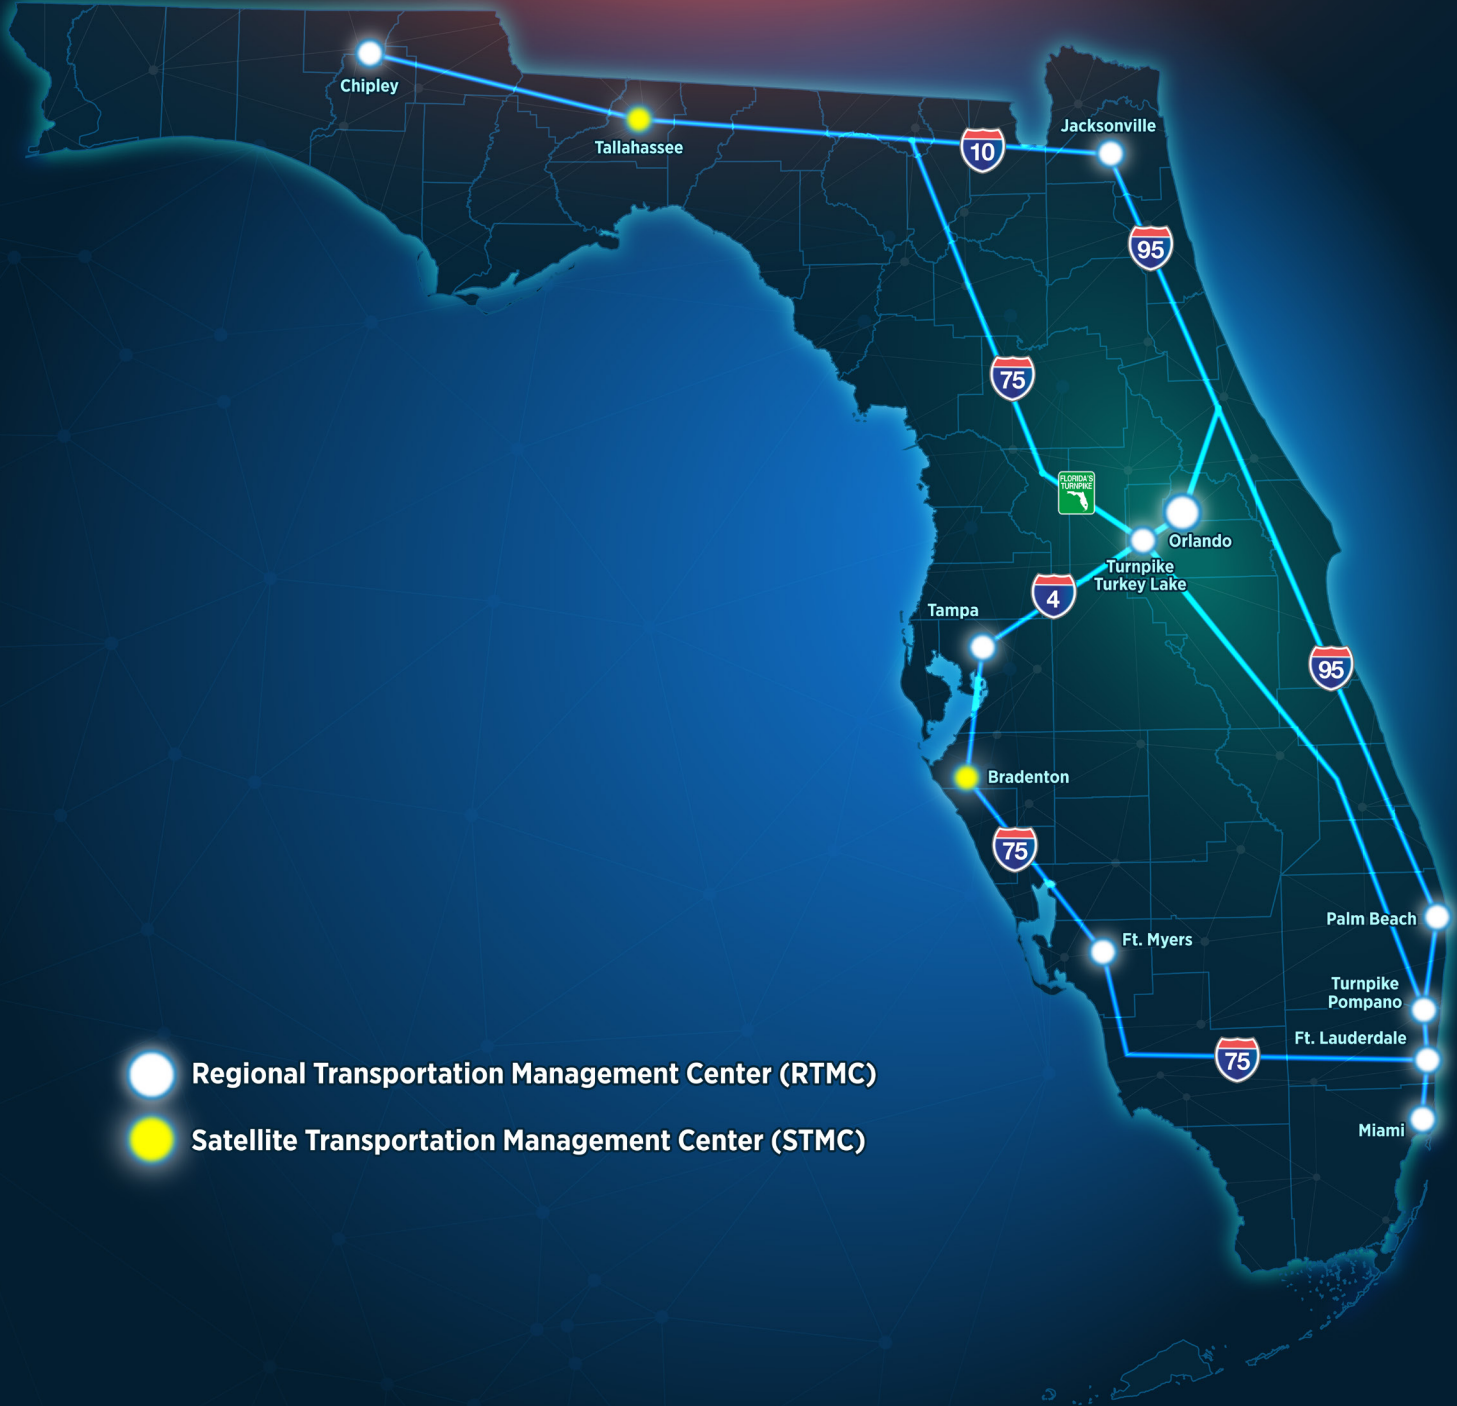 Chipley
Tallahassee
Jacksonville
10
95
75
FLORIDA'S
TURNPIKE
Orlando
Turnpike
Turkey Lake
4
Tampa
95
Bradenton
75
Palm Beach
Ft. Myers
Turnpike
Pompano
Ft. Lauderdale
75
Miami
Regional Transportation Management Center (RTMC)
Satellite Transportation Management Center (STMC)